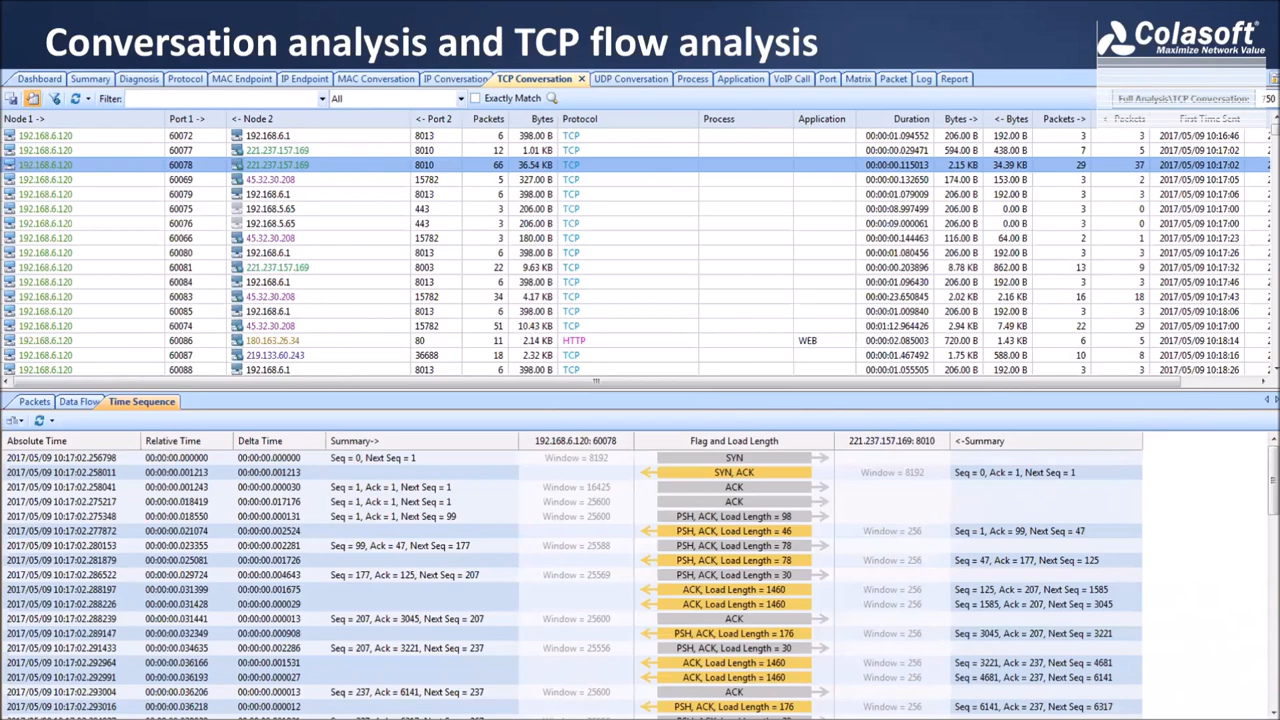 Conversation analysis and TCP flow analysis
Colasoft®
Maximize Network Value
Dashboard Summary Diagnosis Protocol MAC Endpoint IP Endpoint MAC Conversation IP Conversation TCP Conversation × UDP Conversation Process Application VoIP Call Port Matrix Packet Log Report
Filter: All Exactly Match Full Analysis\TCP Conversation: 750
Node 1 -> Port 1 -> <- Node 2 <- Port 2 Packets Bytes Protocol Process Application Duration Bytes -> <- Bytes Packets -> <- Packets First Time Sent
192.168.6.120 60072 192.168.6.1 8013 6 398.00 B TCP 00:00:01.094552 206.00 B 192.00 B 3 3 2017/05/09 10:16:46
192.168.6.120 60077 221.237.157.169 8010 12 1.01 KB TCP 00:00:00.029471 594.00 B 438.00 B 7 5 2017/05/09 10:17:02
192.168.6.120 60078 221.237.157.169 8010 66 36.54 KB TCP 00:00:00.115013 2.15 KB 34.39 KB 29 37 2017/05/09 10:17:02
192.168.6.120 60069 45.32.30.208 15782 5 327.00 B TCP 00:00:00.132650 174.00 B 153.00 B 3 2 2017/05/09 10:17:05
192.168.6.120 60079 192.168.6.1 8013 6 398.00 B TCP 00:00:01.079009 206.00 B 192.00 B 3 3 2017/05/09 10:17:06
192.168.6.120 60075 192.168.5.65 443 3 206.00 B TCP 00:00:08.997499 206.00 B 0.00 B 3 0 2017/05/09 10:17:00
192.168.6.120 60076 192.168.5.65 443 3 206.00 B TCP 00:00:09.000061 206.00 B 0.00 B 3 0 2017/05/09 10:17:00
192.168.6.120 60066 45.32.30.208 15782 3 180.00 B TCP 00:00:00.144463 116.00 B 64.00 B 2 1 2017/05/09 10:17:23
192.168.6.120 60080 192.168.6.1 8013 6 398.00 B TCP 00:00:01.080456 206.00 B 192.00 B 3 3 2017/05/09 10:17:26
192.168.6.120 60081 221.237.157.169 8003 22 9.63 KB TCP 00:00:00.203896 8.78 KB 862.00 B 13 9 2017/05/09 10:17:32
192.168.6.120 60084 192.168.6.1 8013 6 398.00 B TCP 00:00:01.096430 206.00 B 192.00 B 3 3 2017/05/09 10:17:46
192.168.6.120 60083 45.32.30.208 15782 34 4.17 KB TCP 00:00:23.650845 2.02 KB 2.16 KB 16 18 2017/05/09 10:17:43
192.168.6.120 60085 192.168.6.1 8013 6 398.00 B TCP 00:00:01.009840 206.00 B 192.00 B 3 3 2017/05/09 10:18:06
192.168.6.120 60074 45.32.30.208 15782 51 10.43 KB TCP 00:01:12.964426 2.94 KB 7.49 KB 22 29 2017/05/09 10:17:00
192.168.6.120 60086 180.163.26.34 80 11 2.14 KB HTTP WEB 00:00:02.085003 720.00 B 1.43 KB 6 5 2017/05/09 10:18:14
192.168.6.120 60087 219.133.60.243 36688 18 2.32 KB TCP 00:00:01.467492 1.75 KB 588.00 B 10 8 2017/05/09 10:18:16
192.168.6.120 60088 192.168.6.1 8013 6 398.00 B TCP 00:00:01.055505 206.00 B 192.00 B 3 3 2017/05/09 10:18:26
Packets Data Flow Time Sequence
Absolute Time Relative Time Delta Time Summary-> 192.168.6.120: 60078 Flag and Load Length 221.237.157.169: 8010 <-Summary
2017/05/09 10:17:02.256798 00:00:00.000000 00:00:00.000000 Seq = 0, Next Seq = 1 Window = 8192 SYN
2017/05/09 10:17:02.258011 00:00:00.001213 00:00:00.001213 SYN, ACK Window = 8192 Seq = 0, Ack = 1, Next Seq = 1
2017/05/09 10:17:02.258041 00:00:00.001243 00:00:00.000030 Seq = 1, Ack = 1, Next Seq = 1 Window = 16425 ACK
2017/05/09 10:17:02.275217 00:00:00.018419 00:00:00.017176 Seq = 1, Ack = 1, Next Seq = 1 Window = 25600 ACK
2017/05/09 10:17:02.275348 00:00:00.018550 00:00:00.000131 Seq = 1, Ack = 1, Next Seq = 99 Window = 25600 PSH, ACK, Load Length = 98
2017/05/09 10:17:02.277872 00:00:00.021074 00:00:00.002524 PSH, ACK, Load Length = 46 Window = 256 Seq = 1, Ack = 99, Next Seq = 47
2017/05/09 10:17:02.280153 00:00:00.023355 00:00:00.002281 Seq = 99, Ack = 47, Next Seq = 177 Window = 25588 PSH, ACK, Load Length = 78
2017/05/09 10:17:02.281879 00:00:00.025081 00:00:00.001726 PSH, ACK, Load Length = 78 Window = 256 Seq = 47, Ack = 177, Next Seq = 125
2017/05/09 10:17:02.286522 00:00:00.029724 00:00:00.004643 Seq = 177, Ack = 125, Next Seq = 207 Window = 25569 PSH, ACK, Load Length = 30
2017/05/09 10:17:02.288197 00:00:00.031399 00:00:00.001675 ACK, Load Length = 1460 Window = 256 Seq = 125, Ack = 207, Next Seq = 1585
2017/05/09 10:17:02.288226 00:00:00.031428 00:00:00.000029 ACK, Load Length = 1460 Window = 256 Seq = 1585, Ack = 207, Next Seq = 3045
2017/05/09 10:17:02.288239 00:00:00.031441 00:00:00.000013 Seq = 207, Ack = 3045, Next Seq = 207 Window = 25600 ACK
2017/05/09 10:17:02.289147 00:00:00.032349 00:00:00.000908 PSH, ACK, Load Length = 176 Window = 256 Seq = 3045, Ack = 207, Next Seq = 3221
2017/05/09 10:17:02.291433 00:00:00.034635 00:00:00.002286 Seq = 207, Ack = 3221, Next Seq = 237 Window = 25556 PSH, ACK, Load Length = 30
2017/05/09 10:17:02.292964 00:00:00.036166 00:00:00.001531 ACK, Load Length = 1460 Window = 256 Seq = 3221, Ack = 237, Next Seq = 4681
2017/05/09 10:17:02.292991 00:00:00.036193 00:00:00.000027 ACK, Load Length = 1460 Window = 256 Seq = 4681, Ack = 237, Next Seq = 6141
2017/05/09 10:17:02.293004 00:00:00.036206 00:00:00.000013 Seq = 237, Ack = 6141, Next Seq = 237 Window = 25600 ACK
2017/05/09 10:17:02.293016 00:00:00.036218 00:00:00.000012 PSH, ACK, Load Length = 176 Window = 256 Seq = 6141, Ack = 237, Next Seq = 6317